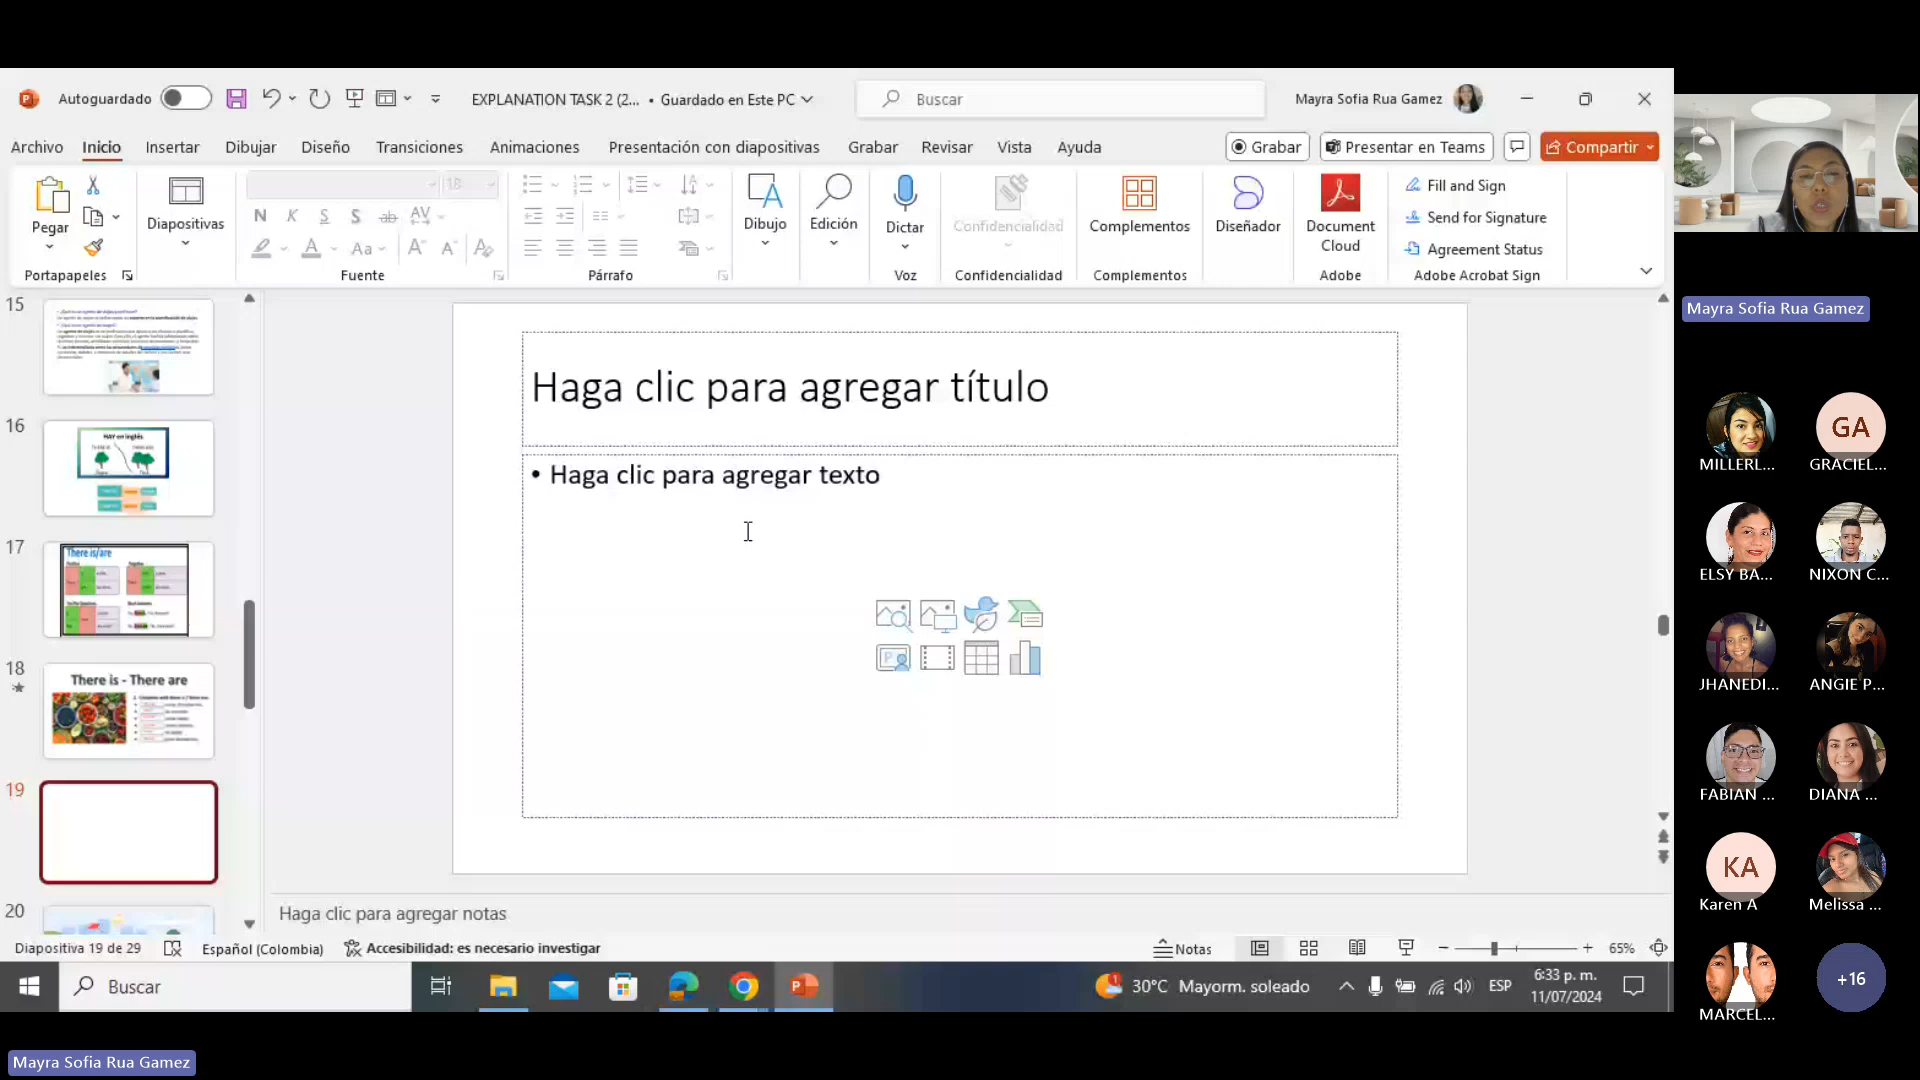 Autoguardado
EXPLANATION TASK 2 (2... • Guardado en Este PC
Buscar
Mayra Sofia Rua Gamez
Archivo Inicio Insertar Dibujar Diseño Transiciones Animaciones Presentación con diapositivas Grabar Revisar Vista Ayuda
Grabar
Presentar en Teams
Compartir
Pegar
Portapapeles
Diapositivas
18
N K S S ab AV
A Aa A A A
Fuente
Párrafo
Dibujo
Edición
Dictar
Voz
Confidencialidad
Confidencialidad
Complementos
Complementos
Diseñador
Document
Cloud
Adobe
Fill and Sign
Send for Signature
Agreement Status
Adobe Acrobat Sign
15
16
HAY en inglés
17
There is/are
18
There is - There are
19
20
Haga clic para agregar título
• Haga clic para agregar texto
Haga clic para agregar notas
Diapositiva 19 de 29
Español (Colombia)
Accesibilidad: es necesario investigar
Notas
65%
Buscar
30°C Mayorm. soleado
ESP
6:33 p. m.
11/07/2024
Mayra Sofia Rua Gamez
Mayra Sofia Rua Gamez
MILLERL...
GA
GRACIEL...
ELSY BA...
NIXON C...
JHANEDI...
ANGIE P...
FABIAN ...
DIANA ...
KA
Karen A
Melissa ...
MARCEL...
+16